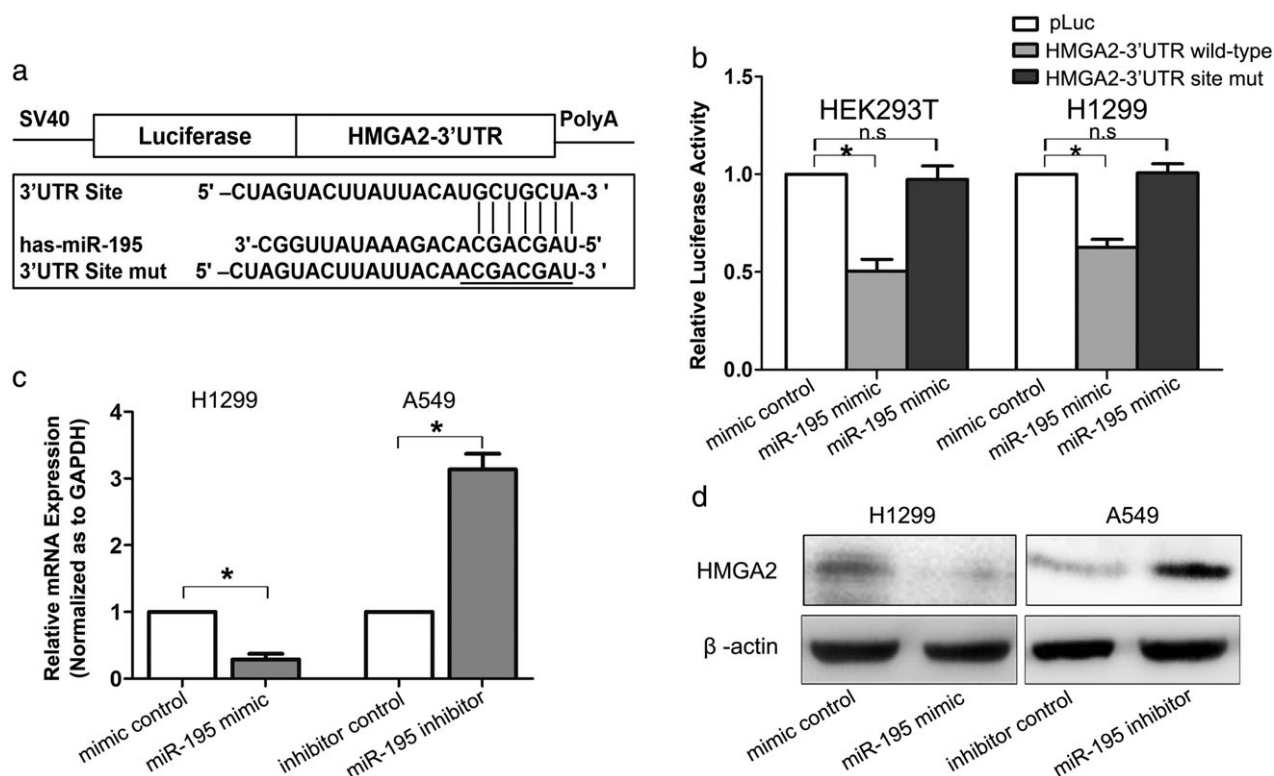 a
SV40
Luciferase
HMGA2-3'UTR
PolyA
3'UTR Site 5' –CUAGUACUUAUUACAUGCUGCUA-3 '
has-miR-195 3'-CGGUUAUAAAGACACGACGAU-5'
3'UTR Site mut 5' –CUAGUACUUAUUACAACGACGAU-3 '
b
pLuc
HMGA2-3'UTR wild-type
HMGA2-3'UTR site mut
Relative Luciferase Activity
1.5
1.0
0.5
0.0
HEK293T
n.s
*
H1299
n.s
*
mimic control
miR-195 mimic
miR-195 mimic
mimic control
miR-195 mimic
miR-195 mimic
c
Relative mRNA Expression
(Normalized as to GAPDH)
4
3
2
1
0
H1299
*
A549
*
mimic control
miR-195 mimic
inhibitor control
miR-195 inhibitor
d
H1299
A549
HMGA2
β -actin
mimic control
miR-195 mimic
inhibitor control
miR-195 inhibitor